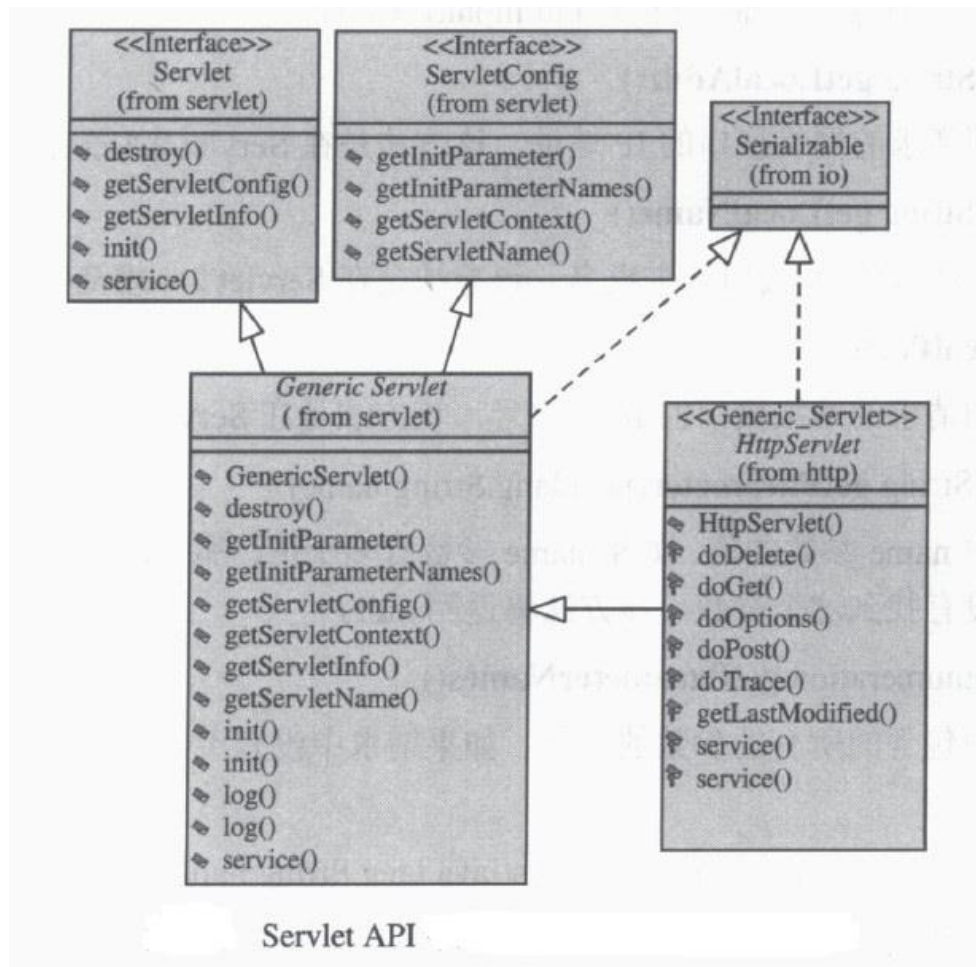 <<Interface>>
Servlet
(from servlet)
destroy()
getServletConfig()
getServletInfo()
init()
service()
<<Interface>>
ServletConfig
(from servlet)
getInitParameter()
getInitParameterNames()
getServletContext()
getServletName()
<<Interface>>
Serializable
(from io)
Generic Servlet
( from servlet)
GenericServlet()
destroy()
getInitParameter()
getInitParameterNames()
getServletConfig()
getServletContext()
getServletInfo()
getServletName()
init()
init()
log()
log()
service()
<<Generic_Servlet>>
HttpServlet
(from http)
HttpServlet()
doDelete()
doGet()
doOptions()
doPost()
doTrace()
getLastModified()
service()
service()
Servlet API